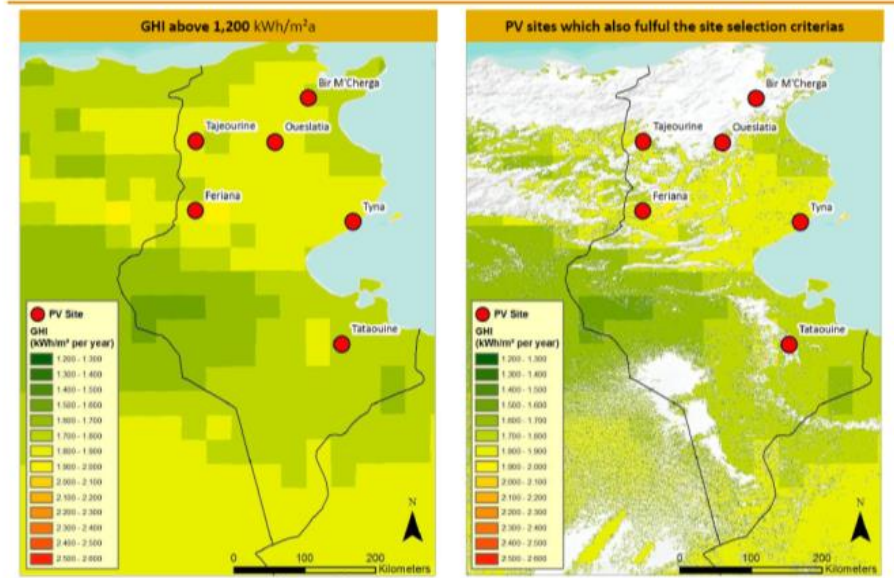 GHI above 1,200 kWh/m²a
Bir M'Cherga
Tajeourine
Oueslatia
Feriana
Tyna
Tataouine
PV Site
GHI
(kWh/m² per year)
1.200 - 1.300
1.300 - 1.400
1.400 - 1.500
1.500 - 1.600
1.600 - 1.700
1.700 - 1.800
1.800 - 1.900
1.900 - 2.000
2.000 - 2.100
2.100 - 2.200
2.200 - 2.300
2.300 - 2.400
2.400 - 2.500
2.500 - 2.600
N
0 100 200
Kilometers
PV sites which also fulful the site selection criterias
Bir M'Cherga
Tajeourine
Oueslatia
Feriana
Tyna
Tataouine
PV Site
GHI
(kWh/m² per year)
1.200 - 1.300
1.300 - 1.400
1.400 - 1.500
1.500 - 1.600
1.600 - 1.700
1.700 - 1.800
1.800 - 1.900
1.900 - 2.000
2.000 - 2.100
2.100 - 2.200
2.200 - 2.300
2.300 - 2.400
2.400 - 2.500
2.500 - 2.600
N
0 100 200
Kilometers